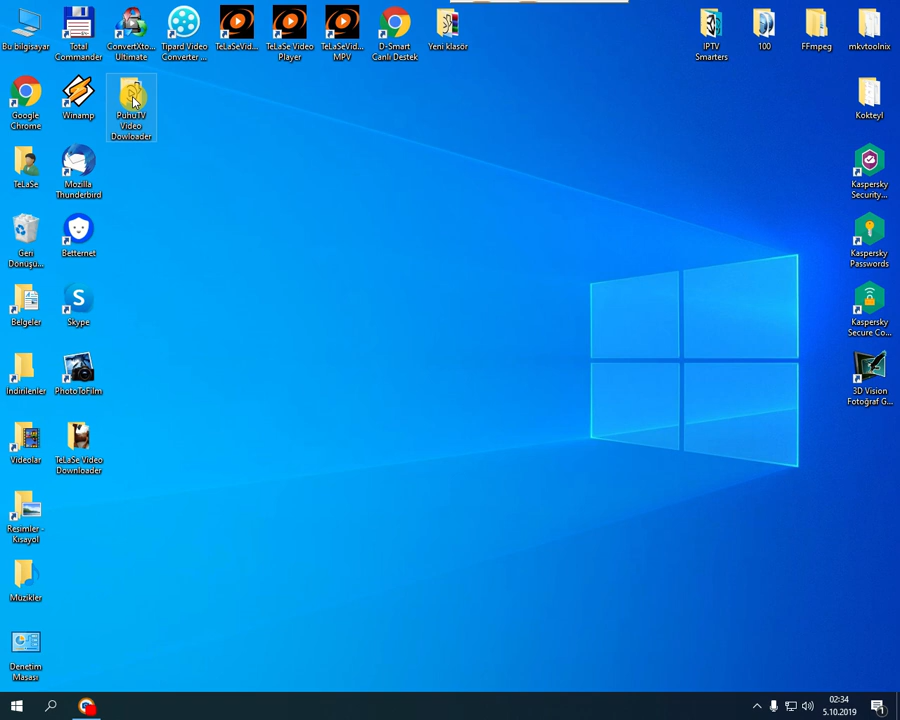 Bu bilgisayar
Total
Commander
ConvertXto...
Ultimate
Tipard Video
Converter ...
TeLaSeVid...
TeLaSe Video
Player
TeLaSeVid...
MPV
D-Smart
Canlı Destek
Yeni klasör
IPTV
Smarters
100
FFmpeg
mkvtoolnix
Google
Chrome
Winamp
PuhuTV
Video
Dowloader
Kokteyl
TeLaSe
Mozilla
Thunderbird
Kaspersky
Security...
Geri
Dönüşü...
Betternet
Kaspersky
Passwords
Belgeler
Skype
Kaspersky
Secure Co...
İndirilenler
PhotoToFilm
3D Vision
Fotoğraf G...
Videolar
TeLaSe Video
Downloader
Resimler -
Kısayol
Müzikler
Denetim
Masası
02:34
5.10.2019
1